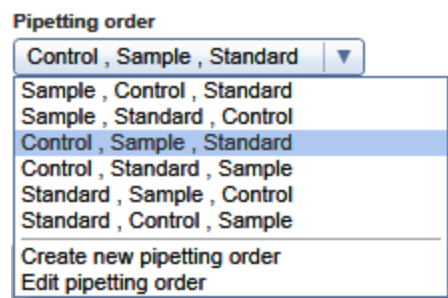 Pipetting order
Control , Sample , Standard
Sample , Control , Standard
Sample , Standard , Control
Control , Sample , Standard
Control , Standard , Sample
Standard , Sample , Control
Standard , Control , Sample
Create new pipetting order
Edit pipetting order